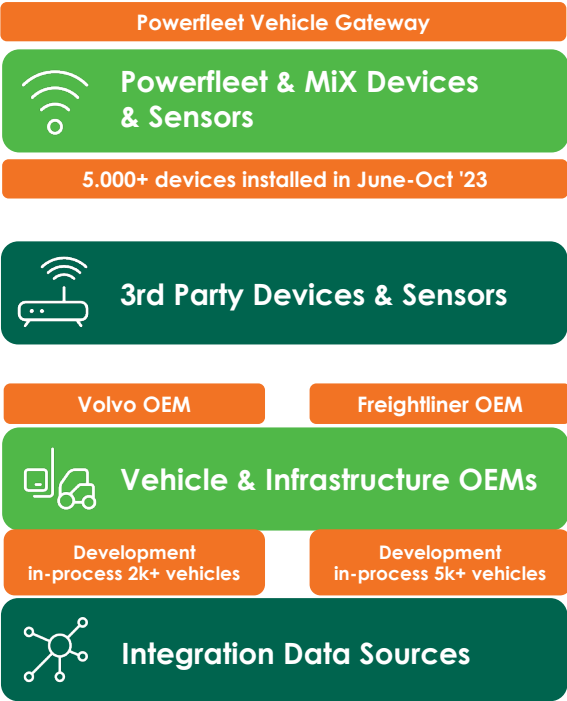 Powerfleet Vehicle Gateway
Powerfleet & MiX Devices
& Sensors
5.000+ devices installed in June-Oct '23
3rd Party Devices & Sensors
Volvo OEM
Freightliner OEM
Vehicle & Infrastructure OEMs
Development
in-process 2k+ vehicles
Development
in-process 5k+ vehicles
Integration Data Sources